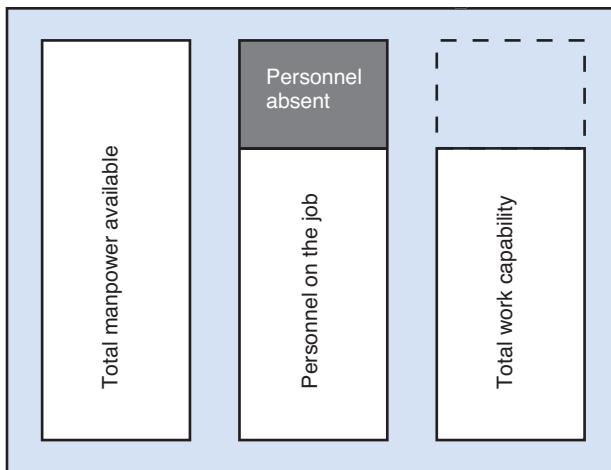 Total manpower available
Personnel
absent
Personnel on the job
Total work capability